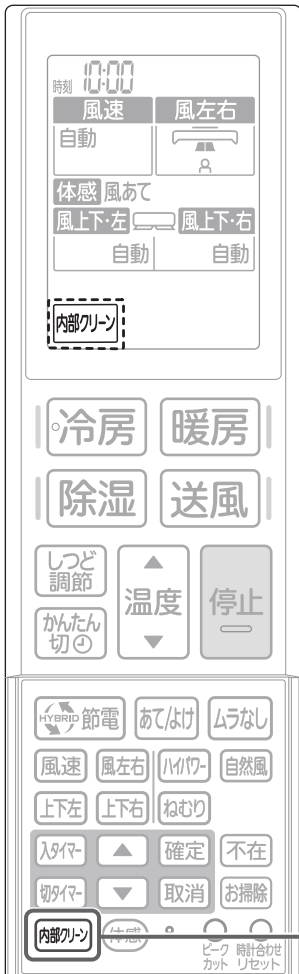 時刻 10:00
風速 風左右
自動
体感 風あて
風上下・左 風上下・右
自動 自動
内部クリーン
冷房 暖房
除湿 送風
しつど
調節
温度
停止
かんたん
切
HYBRID 節電 あて/よけ ムラなし
風速 風左右 ハイパワー 自然風
上下左 上下右 ねむり
入タイマー 確定 不在
切タイマー 取消 お掃除
内部クリーン 体感
ピーク
カット
時計合わせ
リセット